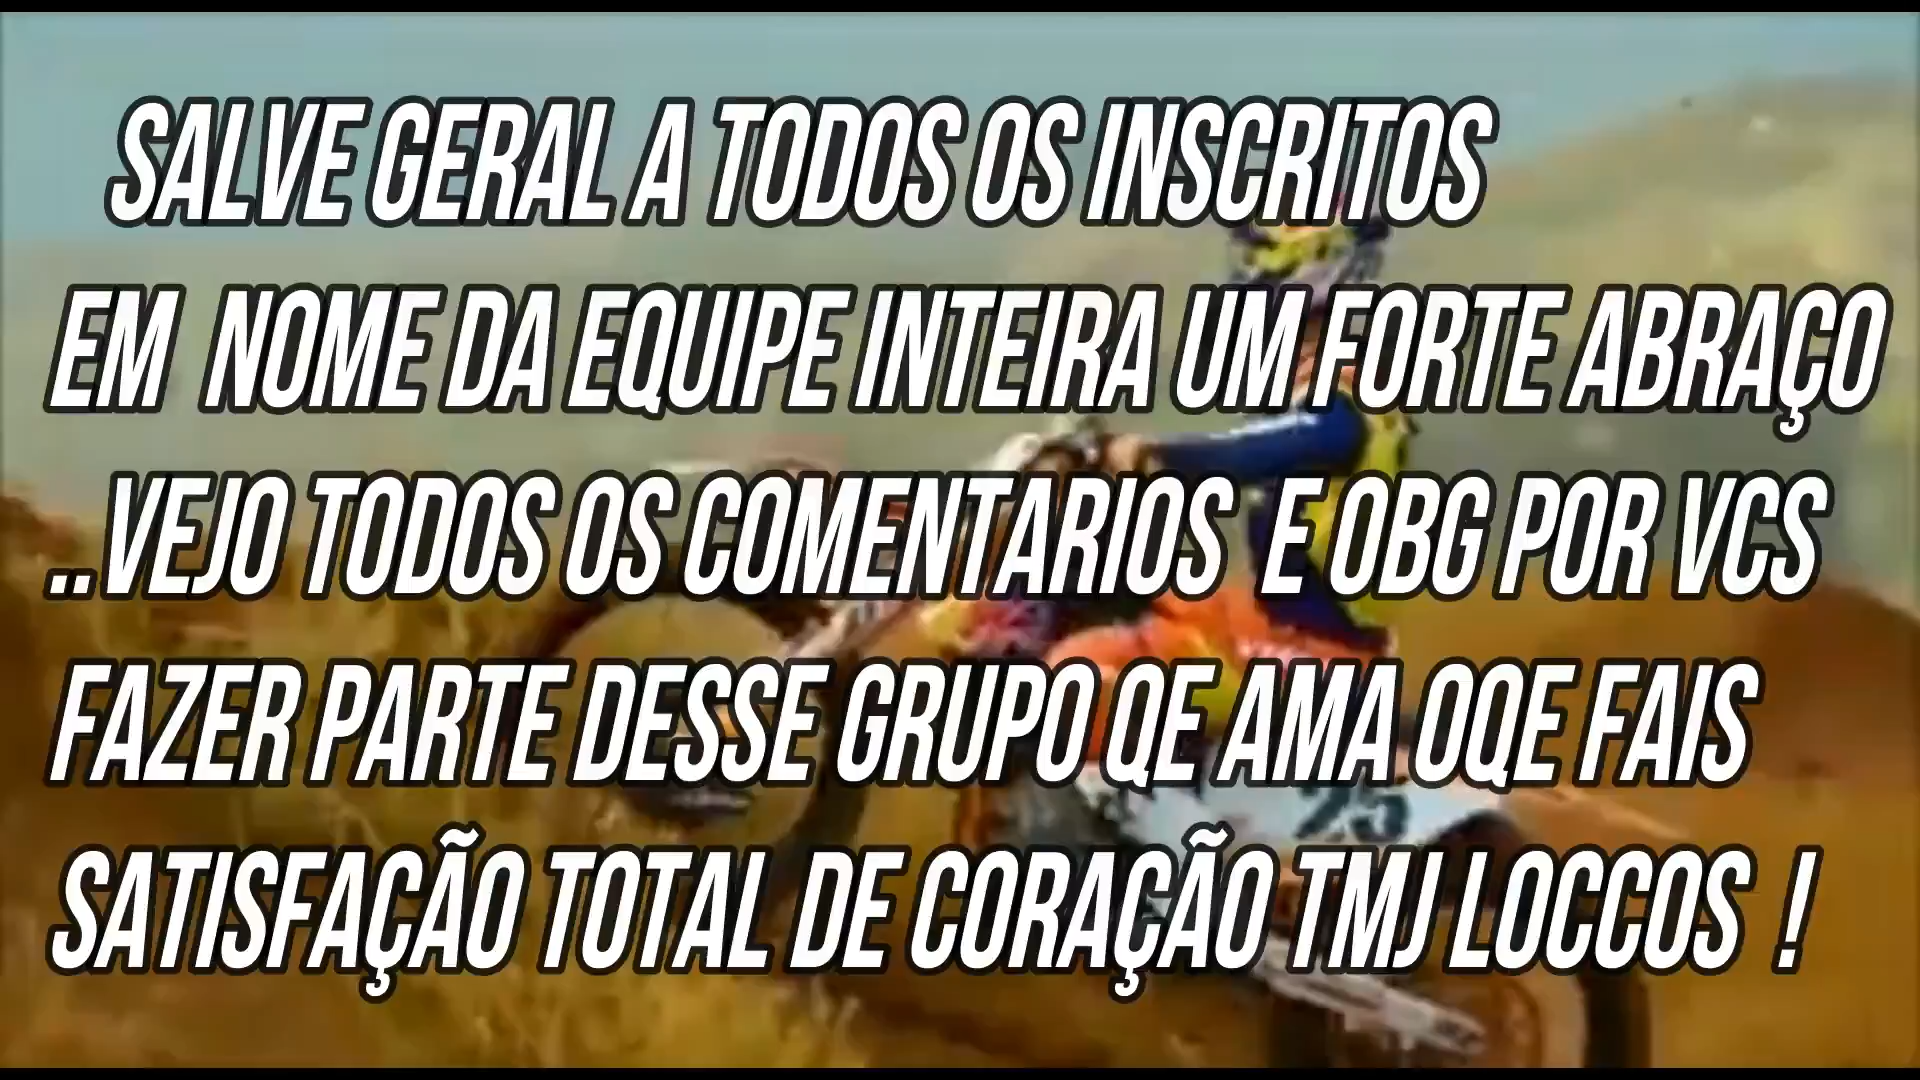 SALVE GERAL A TODOS OS INSCRITOS
EM NOME DA EQUIPE INTEIRA UM FORTE ABRAÇO
..VEJO TODOS OS COMENTARIOS E OBG POR VCS
FAZER PARTE DESSE GRUPO QE AMA OQE FAIS
SATISFAÇÃO TOTAL DE CORAÇÃO TMJ LOCCOS !
25